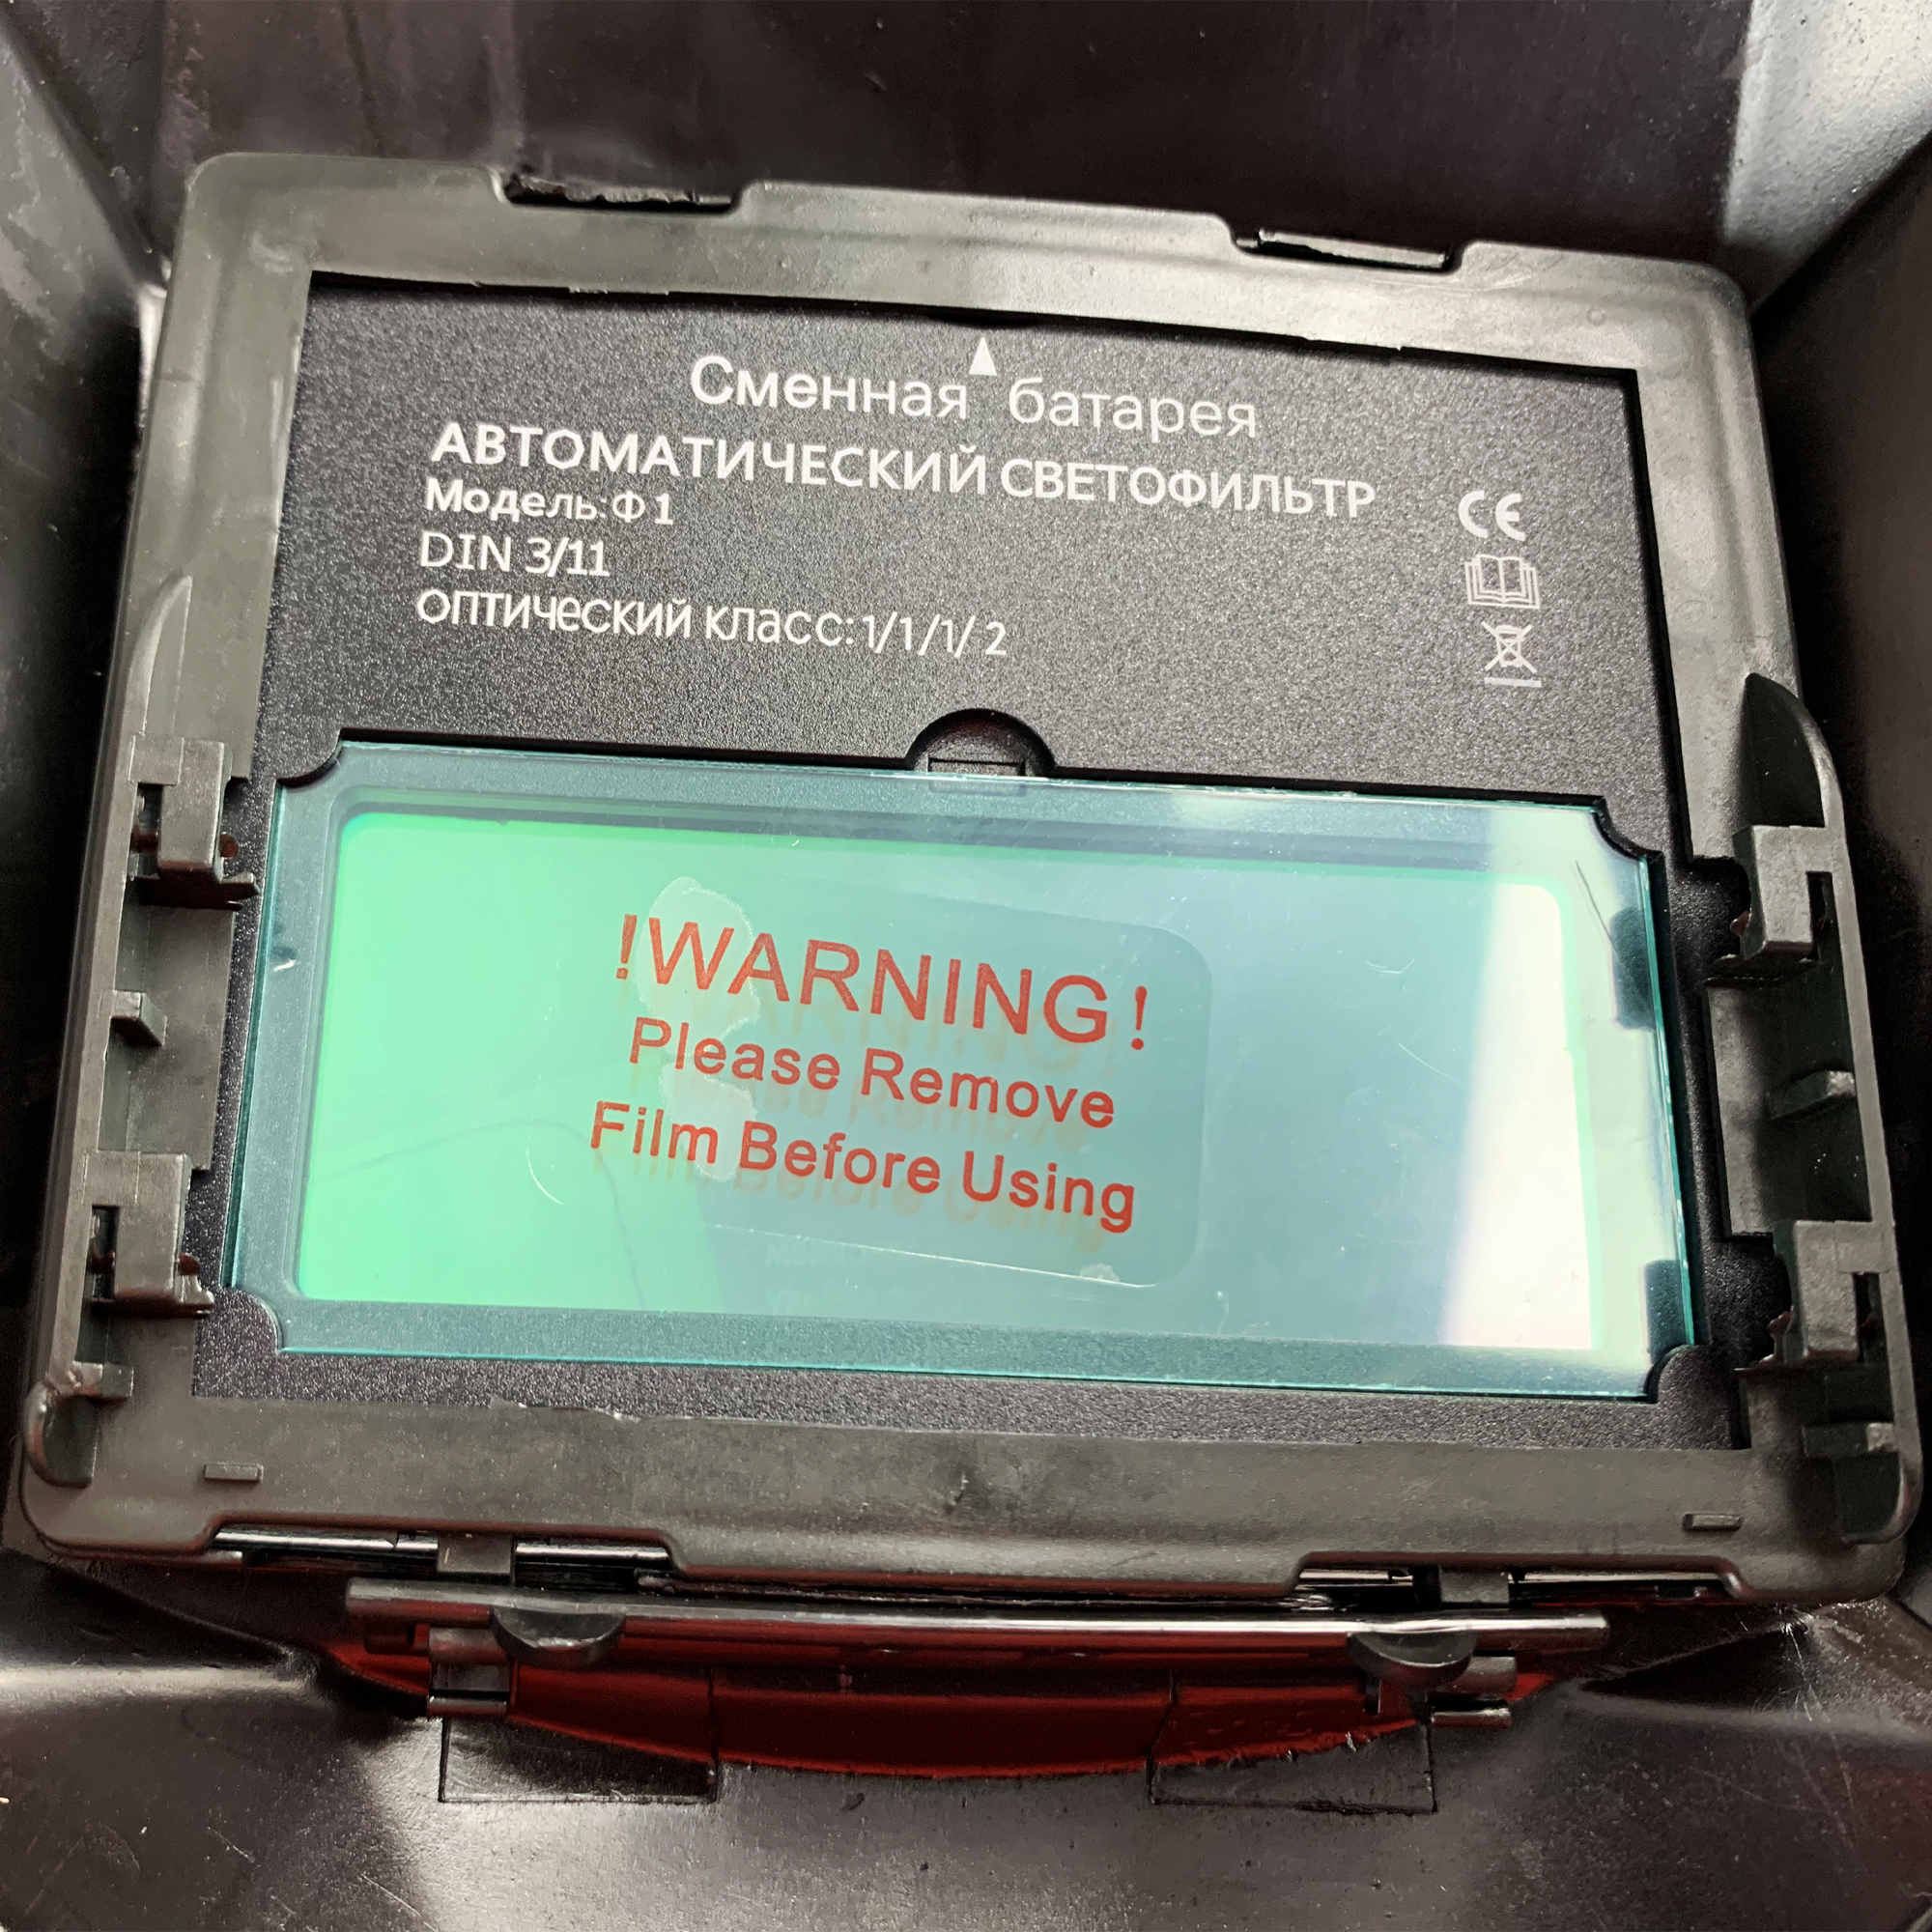 Сменная батарея
АВТОМАТИЧЕСКИЙ СВЕТОФИЛЬТР
Модель:Ф1
DIN 3/11
оптический класс:1/1/1/2
CE
!WARNING!
Please Remove
Film Before Using